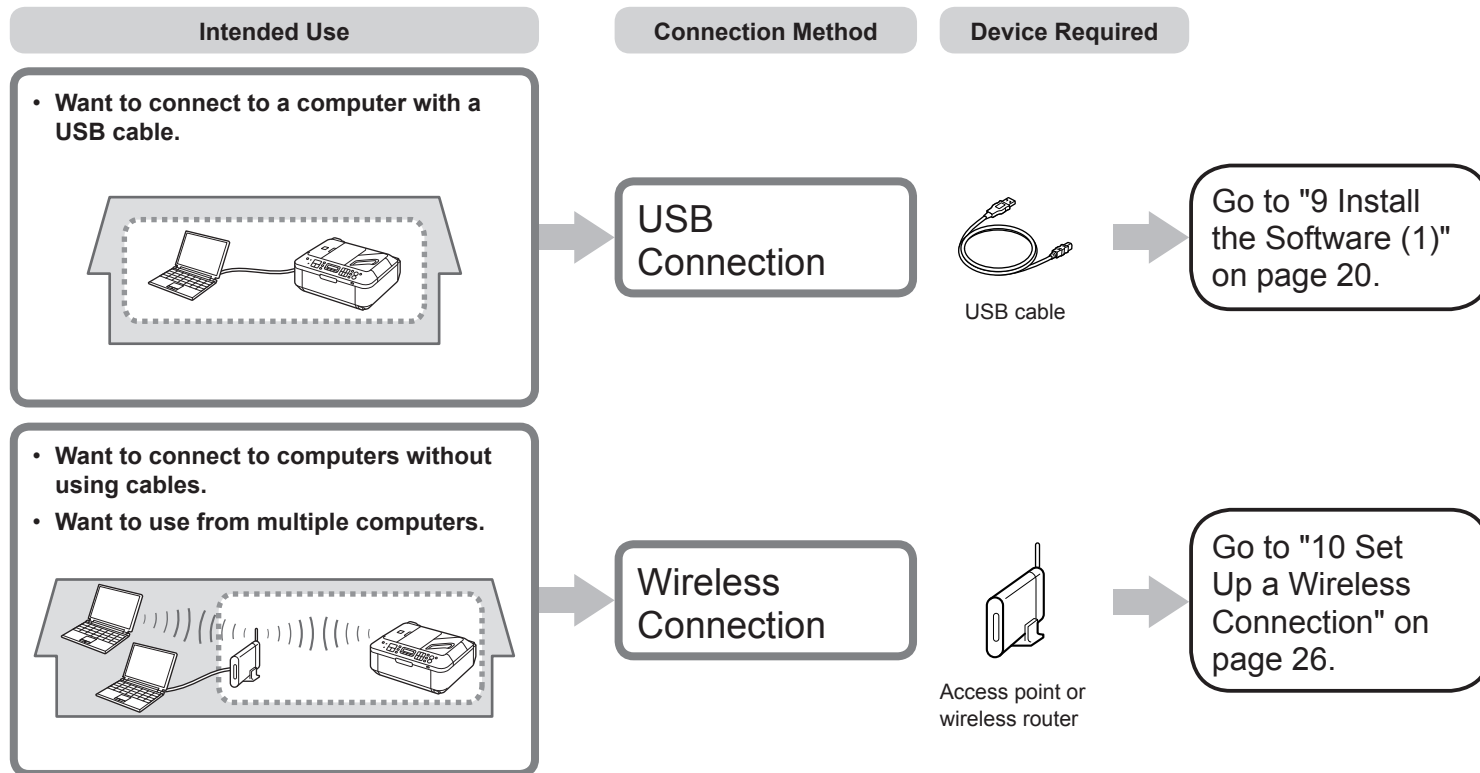 Intended Use
Connection Method
Device Required
• Want to connect to a computer with a
USB cable.
USB
Connection
USB cable
Go to "9 Install
the Software (1)"
on page 20.
• Want to connect to computers without
using cables.
• Want to use from multiple computers.
Wireless
Connection
Access point or
wireless router
Go to "10 Set
Up a Wireless
Connection" on
page 26.